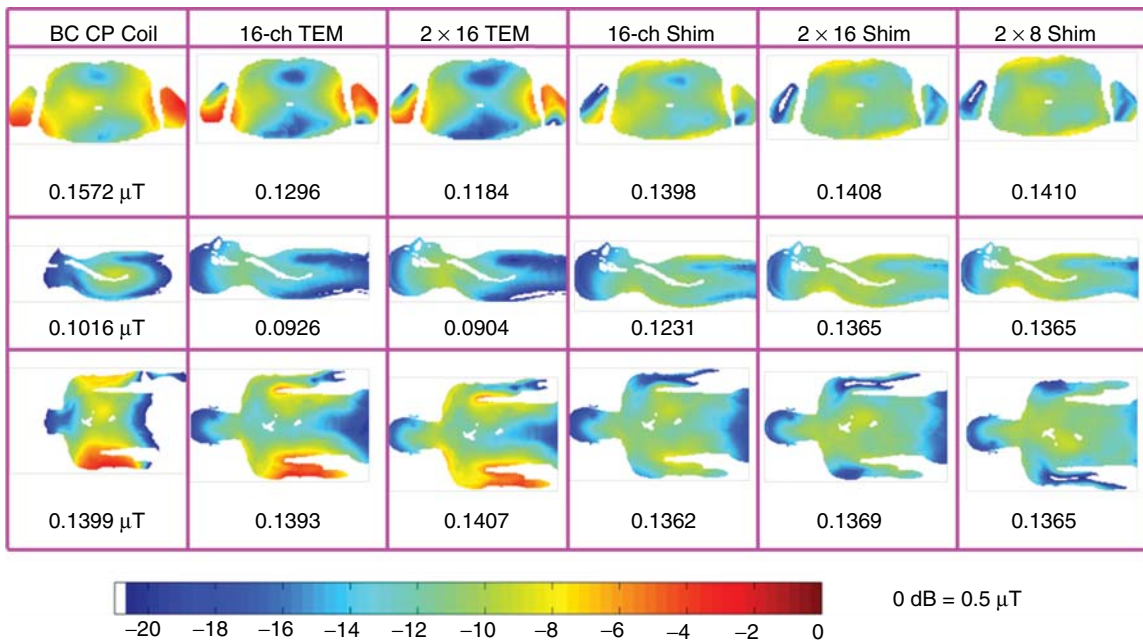 BC CP Coil 16-ch TEM 2 × 16 TEM 16-ch Shim 2 × 16 Shim 2 × 8 Shim
0.1572 μT 0.1296 0.1184 0.1398 0.1408 0.1410
0.1016 μT 0.0926 0.0904 0.1231 0.1365 0.1365
0.1399 μT 0.1393 0.1407 0.1362 0.1369 0.1365
0 dB = 0.5 μT
−20 −18 −16 −14 −12 −10 −8 −6 −4 −2 0